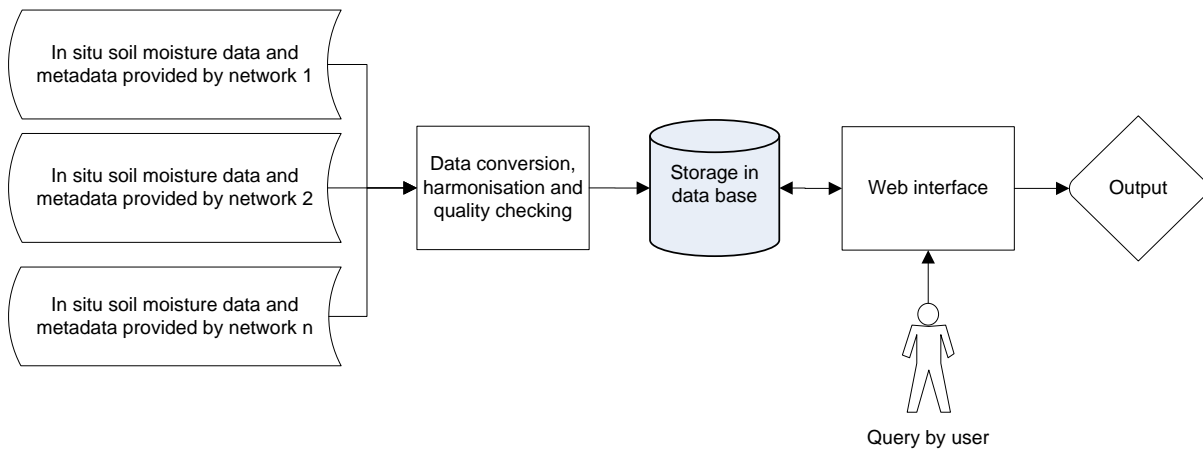 In situ soil moisture data and
metadata provided by network 1
In situ soil moisture data and
metadata provided by network 2
In situ soil moisture data and
metadata provided by network n
Data conversion,
harmonisation and
quality checking
Storage in
data base
Web interface
Output
Query by user